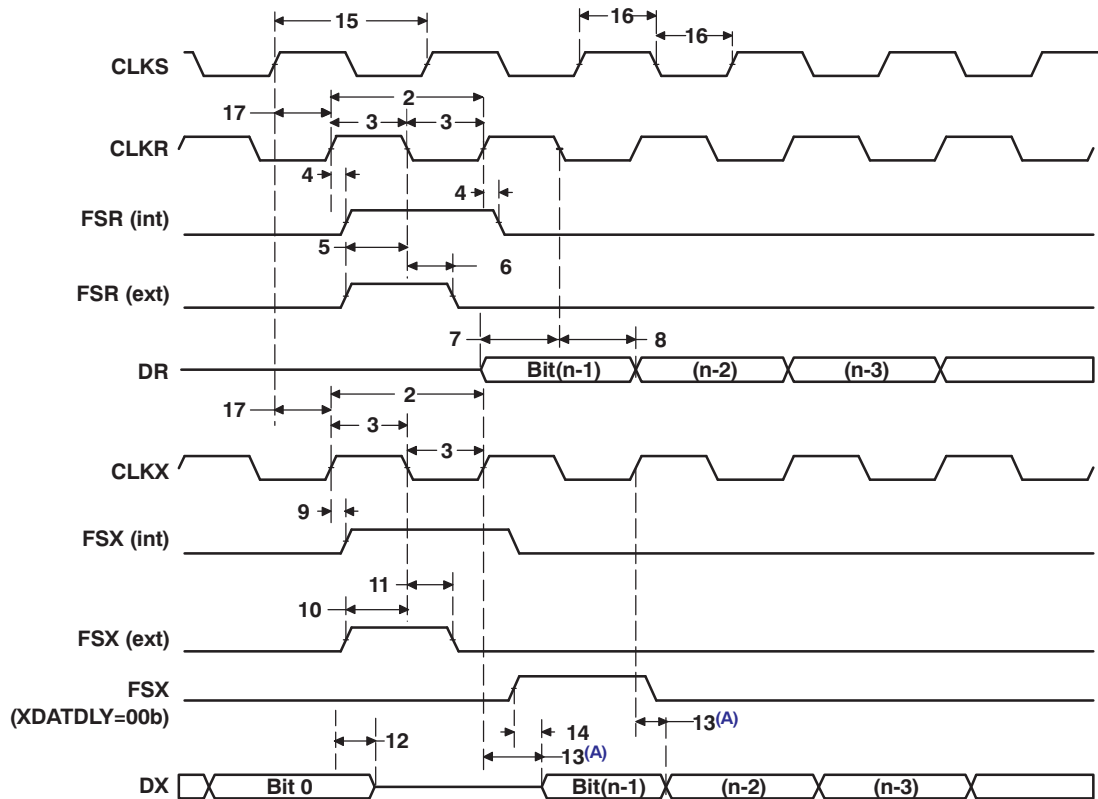 15
16
16
CLKS
2
17
3
3
CLKR
4
4
FSR (int)
5
6
FSR (ext)
7
8
DR
Bit(n-1)
(n-2)
(n-3)
2
17
3
3
CLKX
9
FSX (int)
11
10
FSX (ext)
FSX
(XDATDLY=00b)
14
13(A)
12
13(A)
DX
Bit 0
Bit(n-1)
(n-2)
(n-3)